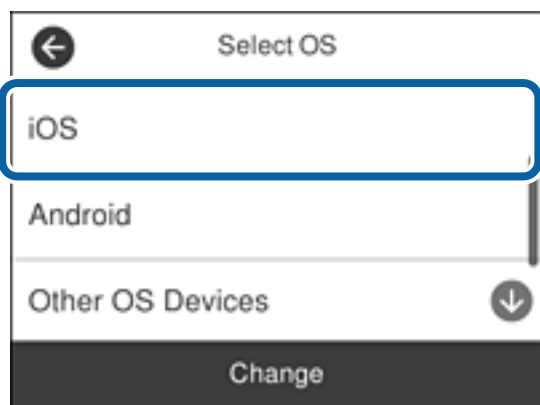 Select OS
iOS
Android
Other OS Devices
Change